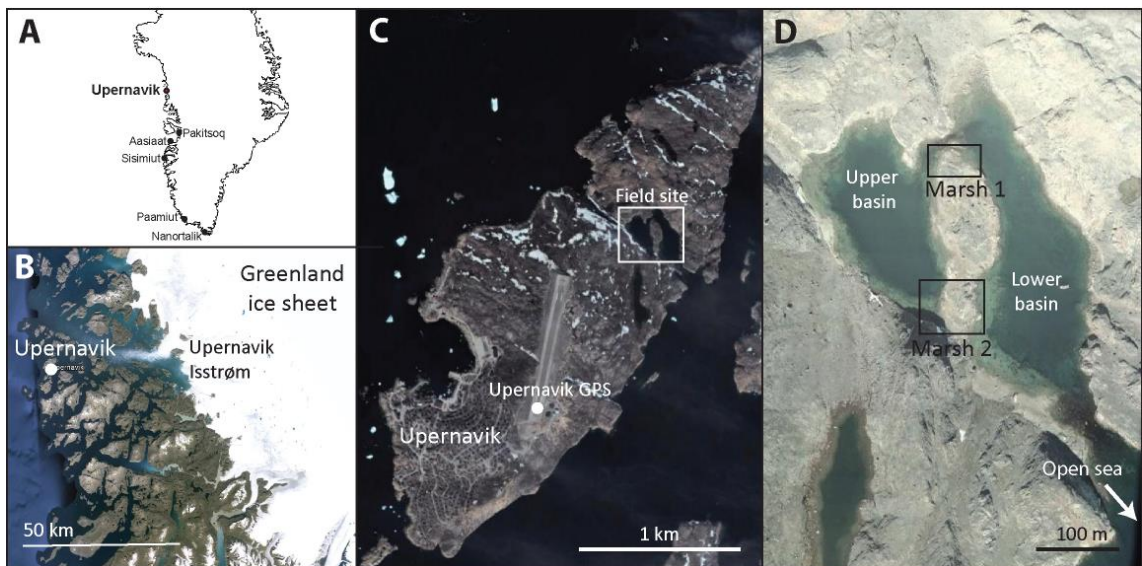 A
Upernavik
Pakitsoq
Aasiaat
Sisimiut
Paamiut
Nanortalik
B
Greenland
ice sheet
Upernavik
Upernavik
Isstrøm
50 km
C
Field site
Upernavik GPS
Upernavik
1 km
D
Upper
basin
Marsh 1
Lower
basin
Marsh 2
Open sea
100 m